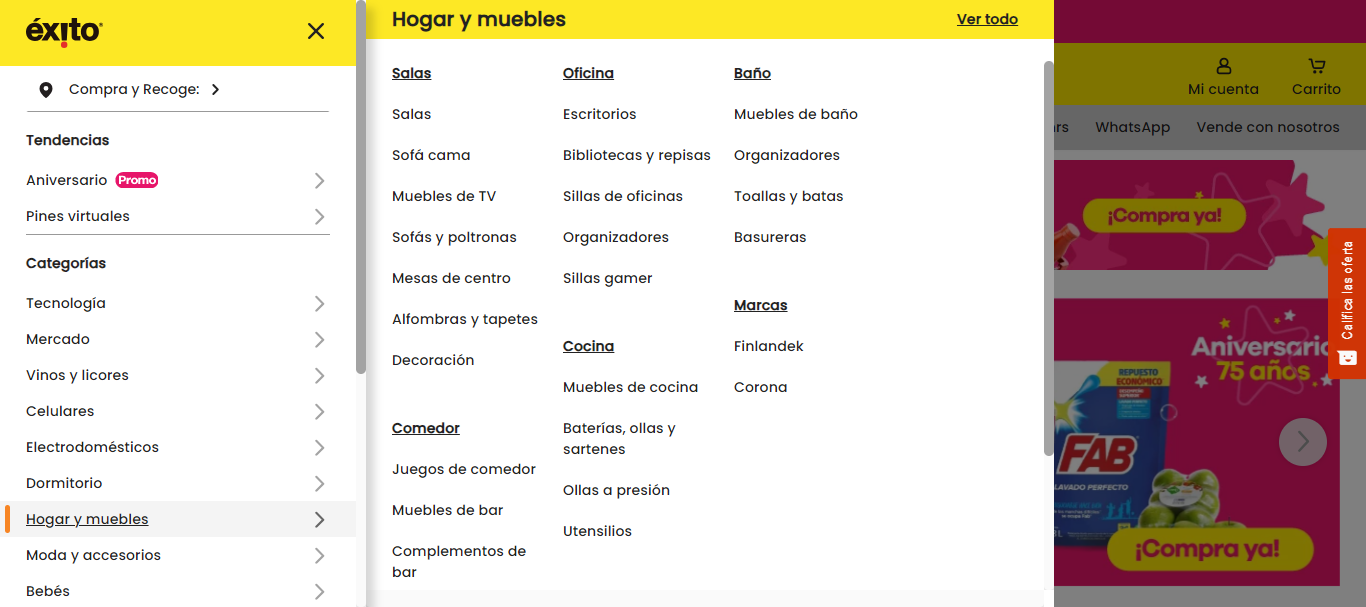 éxito
Compra y Recoge:
Tendencias
Aniversario Promo
Pines virtuales
Categorías
Tecnología
Mercado
Vinos y licores
Celulares
Electrodomésticos
Dormitorio
Hogar y muebles
Moda y accesorios
Bebés
Hogar y muebles
Ver todo
Salas
Salas
Sofá cama
Muebles de TV
Sofás y poltronas
Mesas de centro
Alfombras y tapetes
Decoración
Comedor
Juegos de comedor
Muebles de bar
Complementos de
bar
Oficina
Escritorios
Bibliotecas y repisas
Sillas de oficinas
Organizadores
Sillas gamer
Cocina
Muebles de cocina
Baterías, ollas y
sartenes
Ollas a presión
Utensilios
Baño
Muebles de baño
Organizadores
Toallas y batas
Basureras
Marcas
Finlandek
Corona
Mi cuenta
Carrito
WhatsApp
Vende con nosotros
¡Compra ya!
Califica las oferta
Aniversario
75 años
REPUESTO
ECONÓMICO
FAB
LAVADO PERFECTO
¡Compra ya!